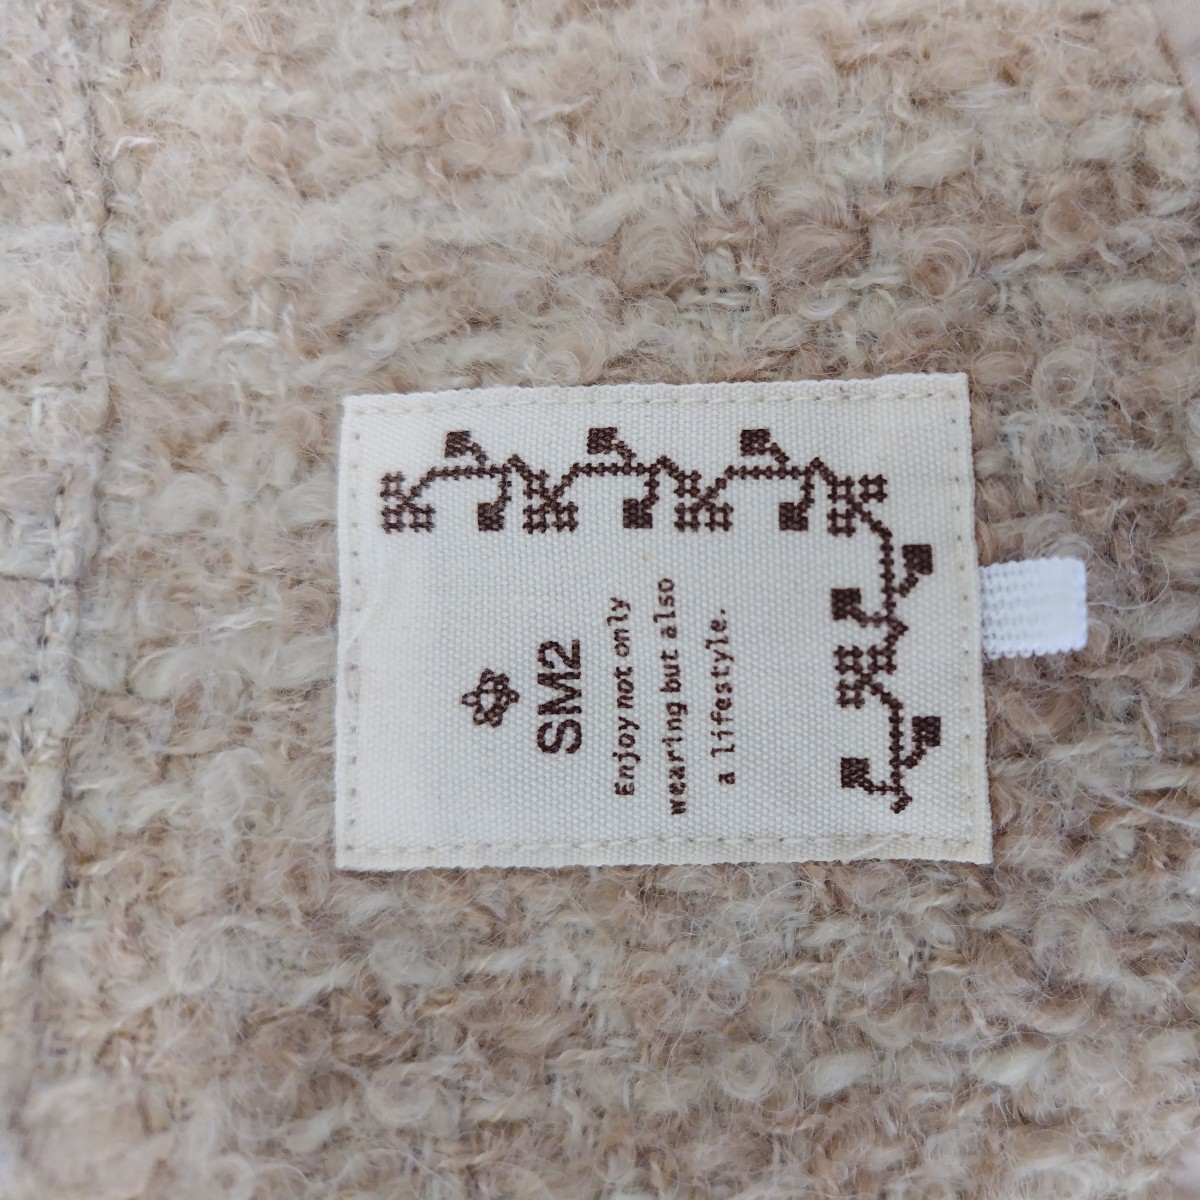 SM2
Enjoy not only
wearing but also
a lifestyle.